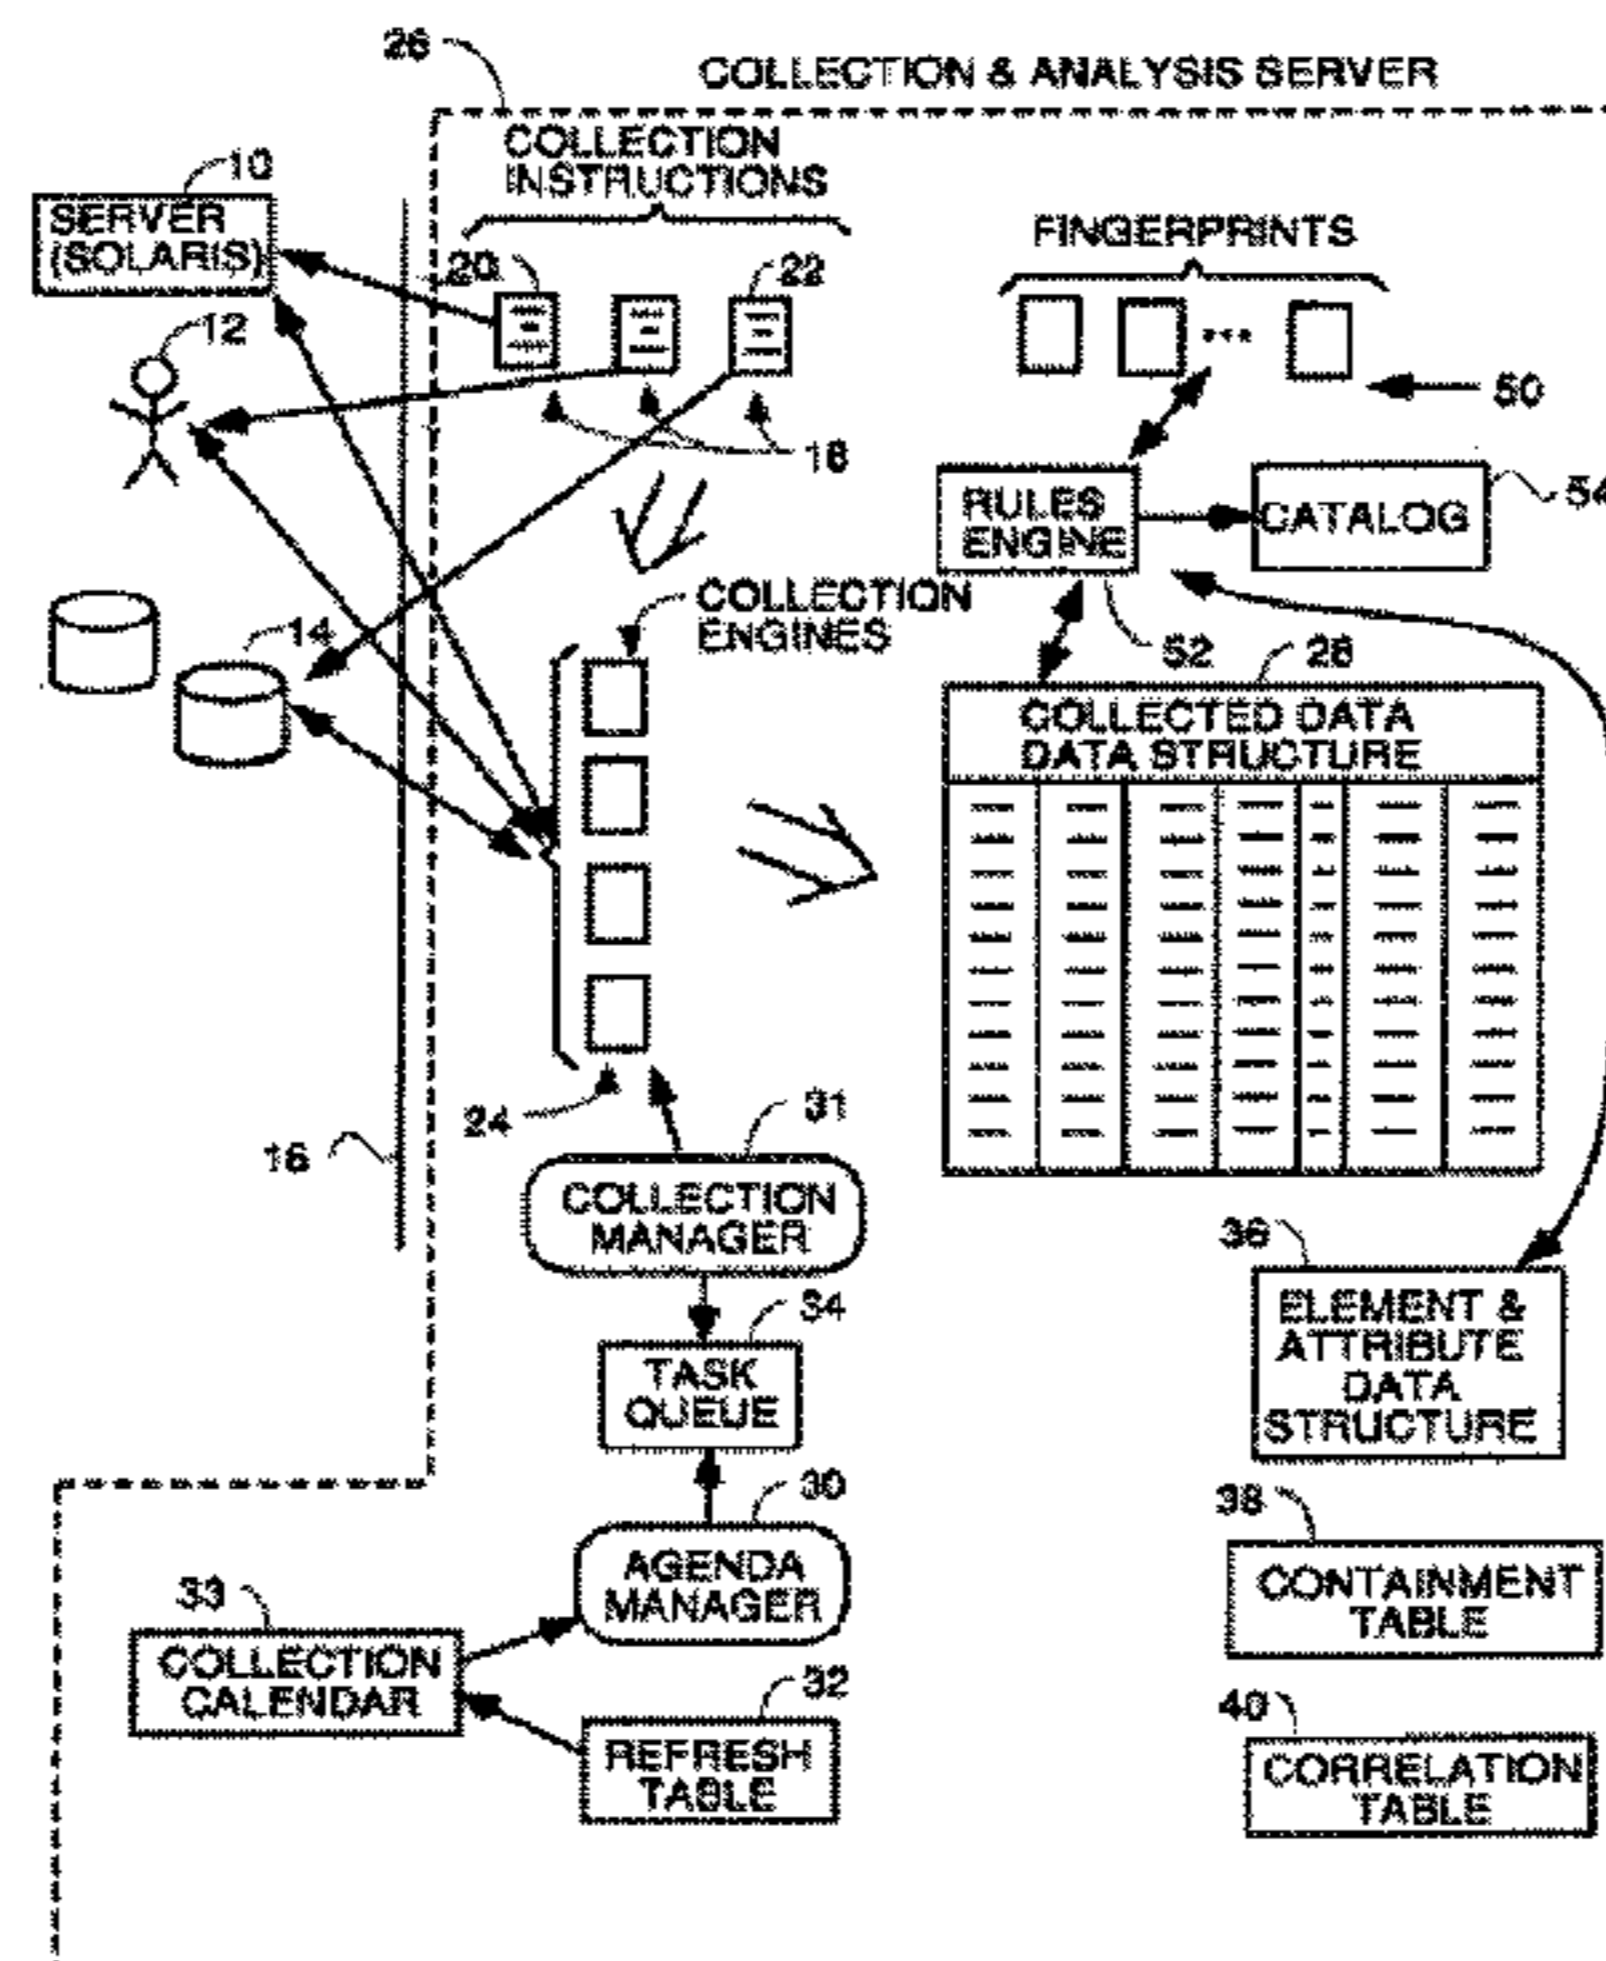 26
COLLECTION & ANALYSIS SERVER
COLLECTION
INSTRUCTIONS
10
SERVER
(SOLARIS)
FINGERPRINTS
20
22
12
50
18
RULES
ENGINE
CATALOG
54
COLLECTION
ENGINES
14
52
28
COLLECTED DATA
DATA STRUCTURE
24
31
16
COLLECTION
MANAGER
36
34
ELEMENT &
ATTRIBUTE
DATA
STRUCTURE
TASK
QUEUE
30
38
AGENDA
MANAGER
CONTAINMENT
TABLE
33
COLLECTION
CALENDAR
32
40
REFRESH
TABLE
CORRELATION
TABLE